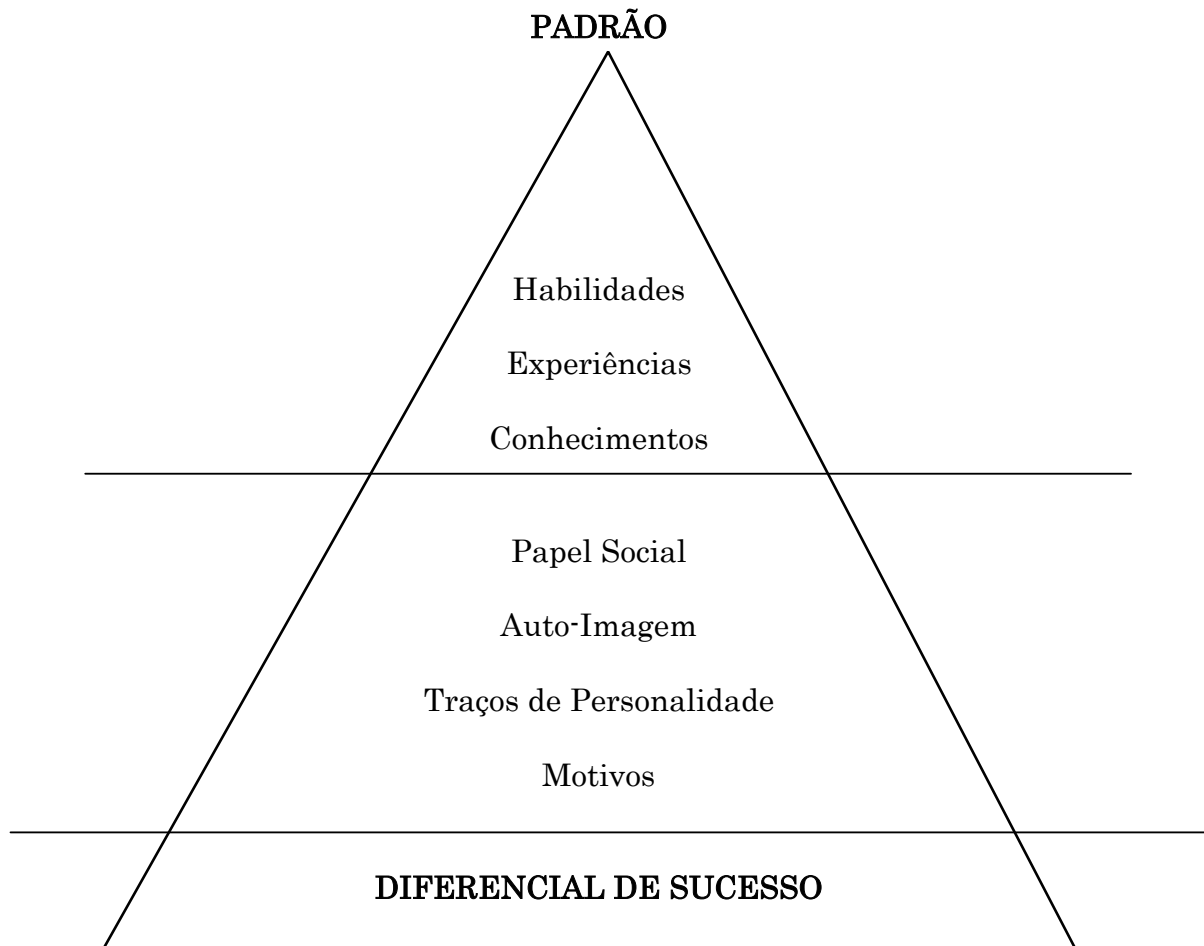 PADRÃO
Habilidades
Experiências
Conhecimentos
Papel Social
Auto-Imagem
Traços de Personalidade
Motivos
DIFERENCIAL DE SUCESSO